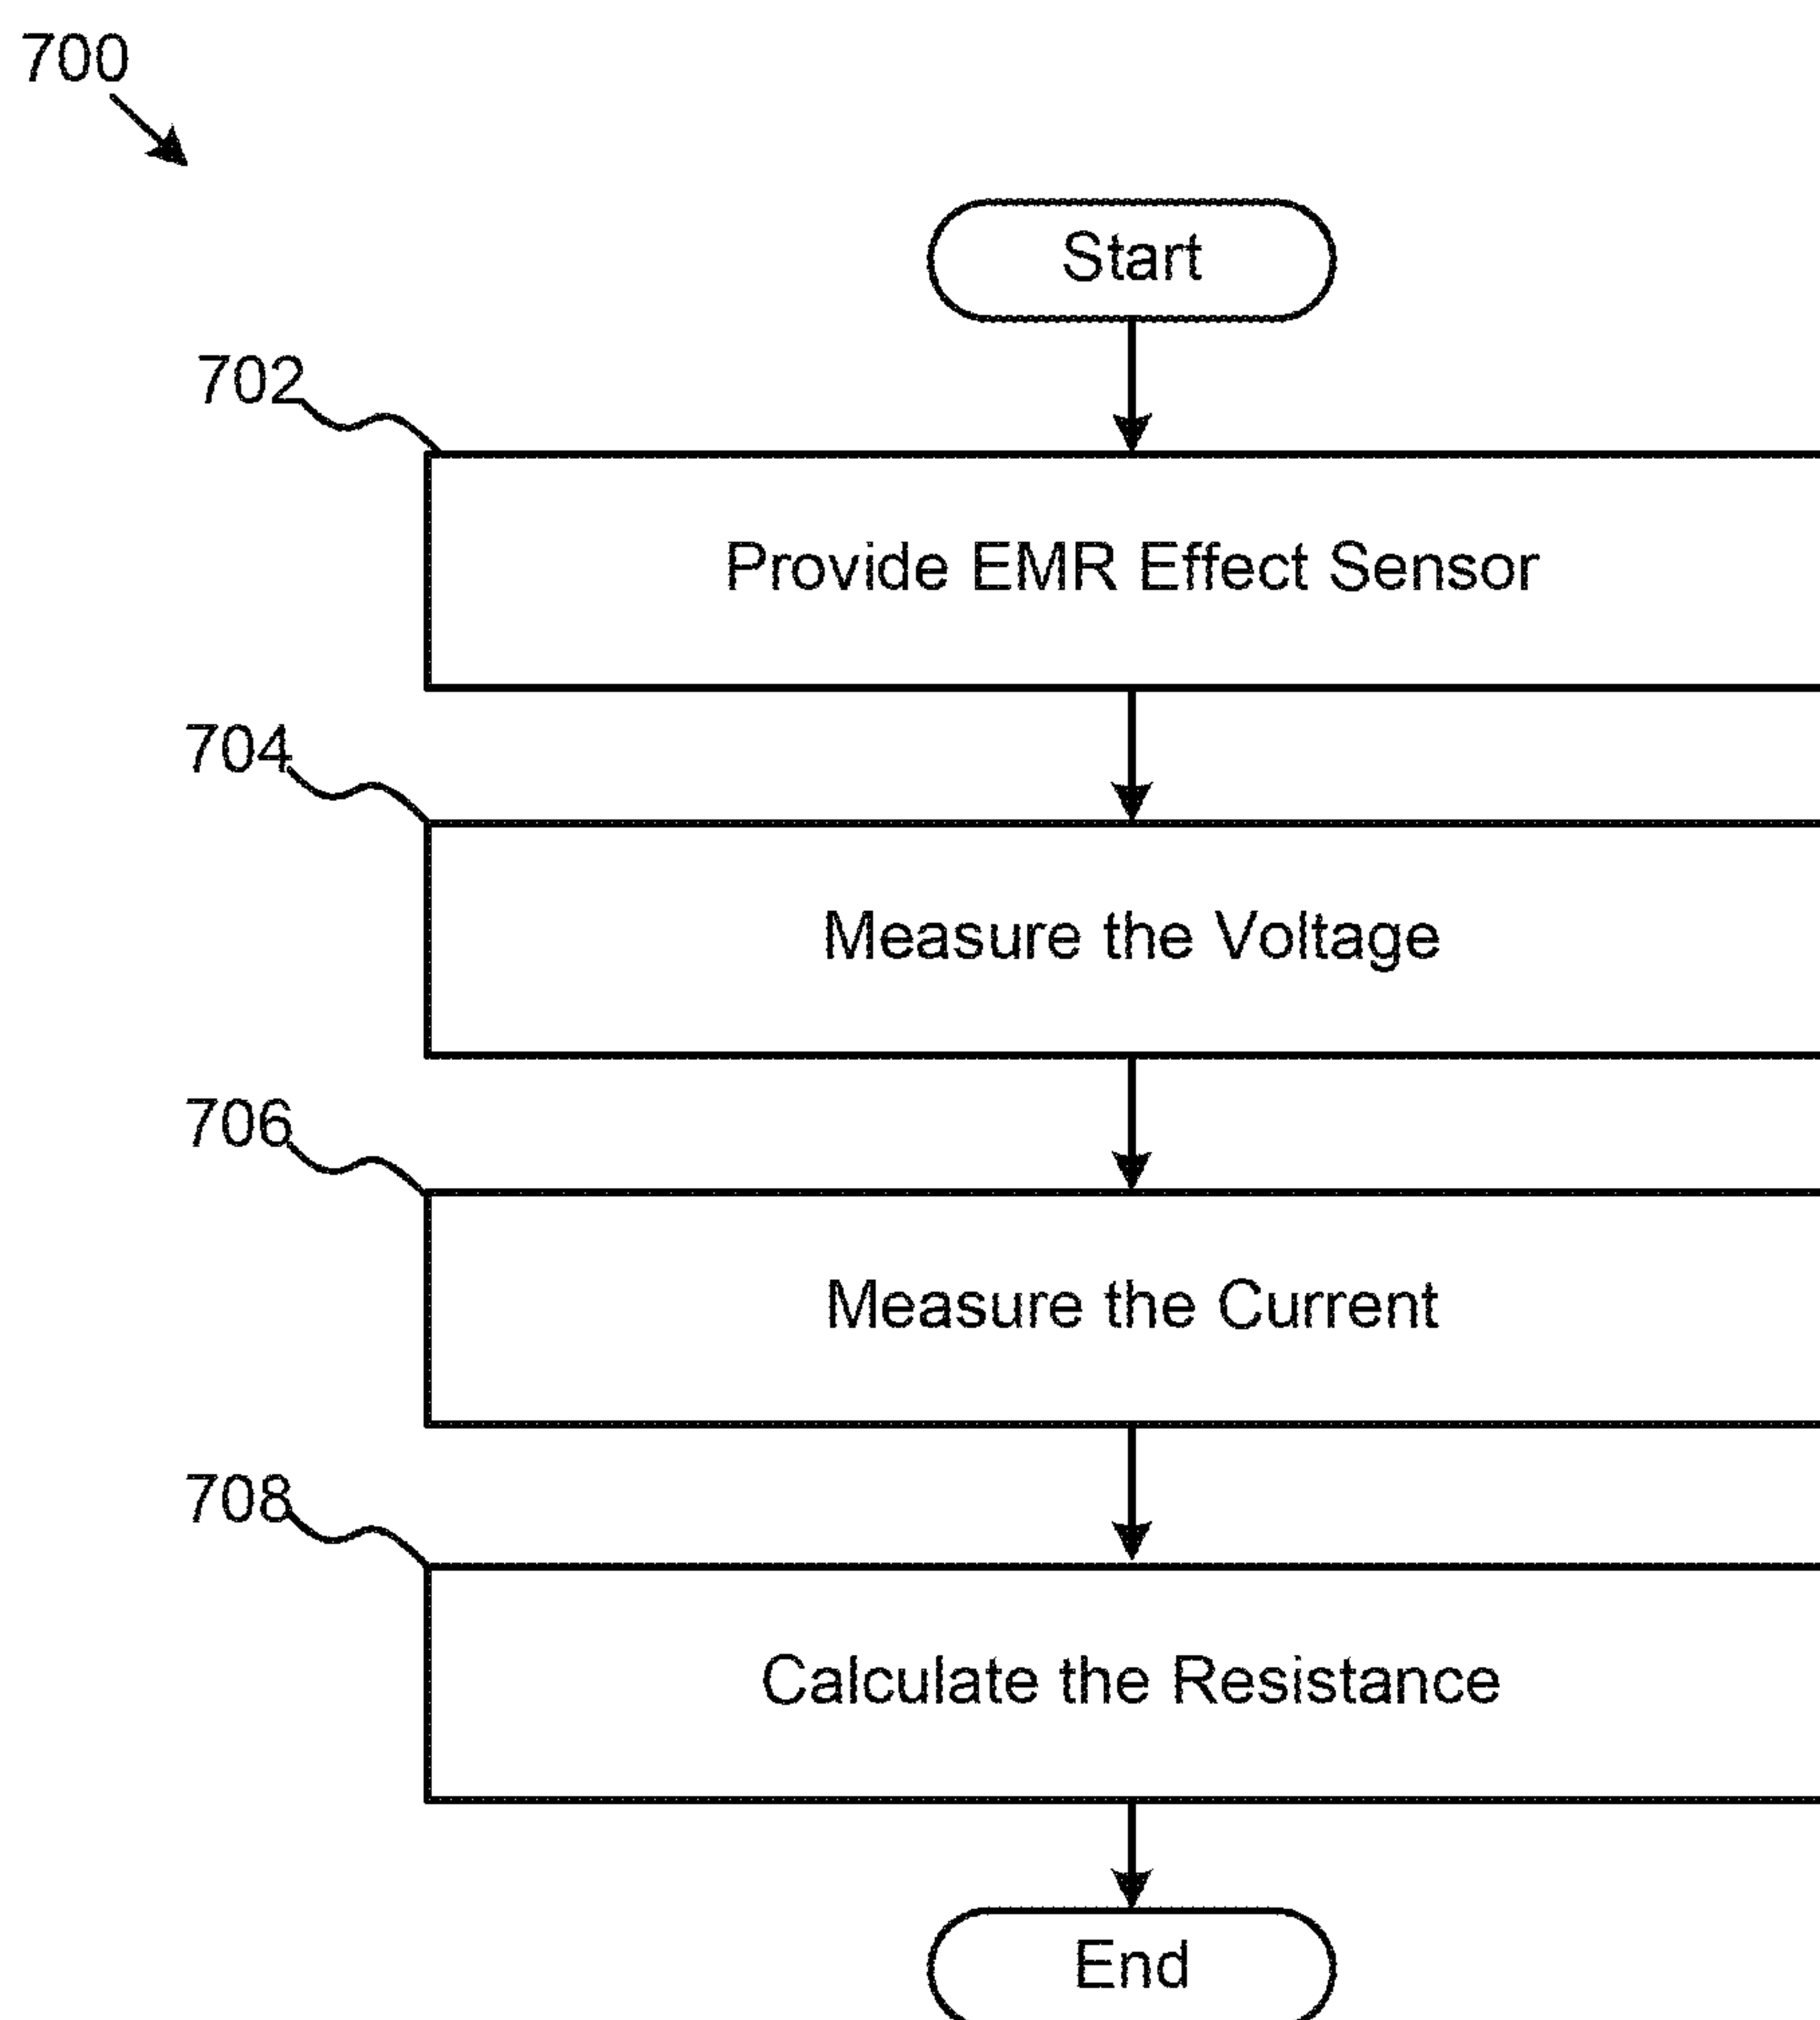 700
Start
702
Provide EMR Effect Sensor
704
Measure the Voltage
706
Measure the Current
708
Calculate the Resistance
End